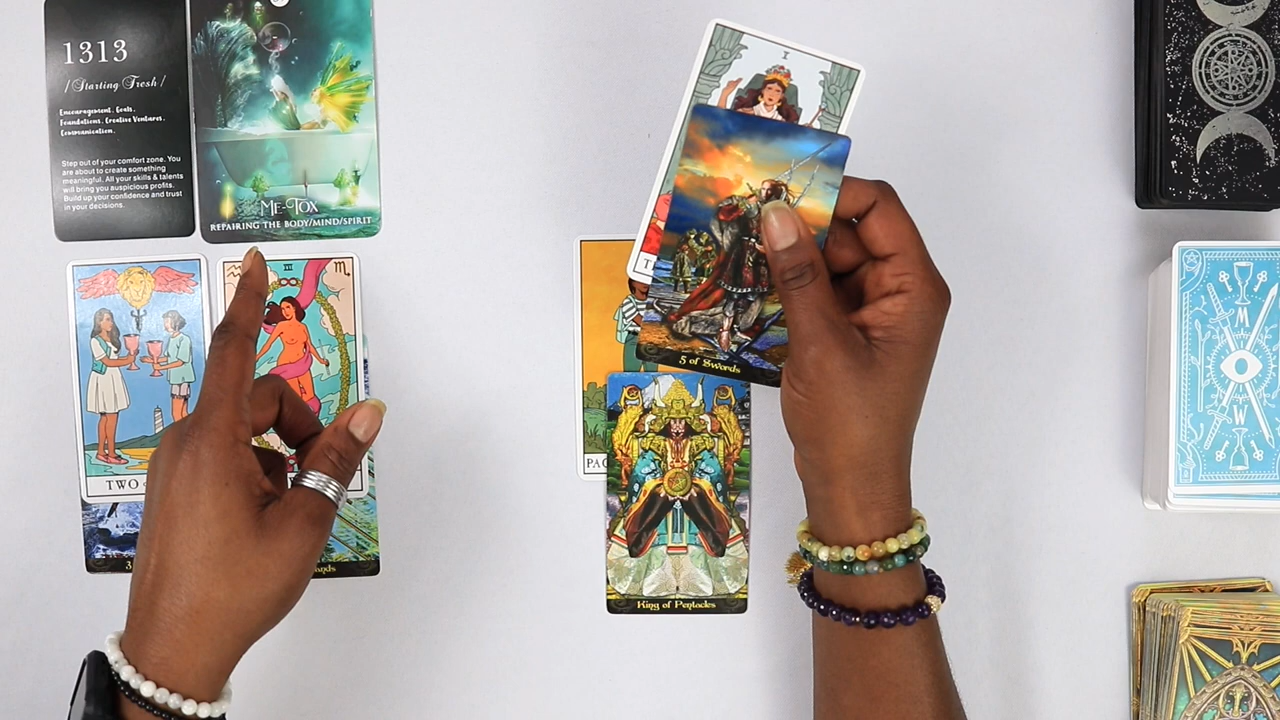 1313
/Starting Fresh/
Encouragement. Goals.
Foundations. Creative Ventures.
Communication.
Step out of your comfort zone. You
are about to create something
meaningful. All your skills & talents
will bring you auspicious profits.
Build up your confidence and trust
in your decisions.
ME-TOX
REPAIRING THE BODY/MIND/SPIRIT
I
5 of Swords
TWO
3
King of Pentacles
M
W